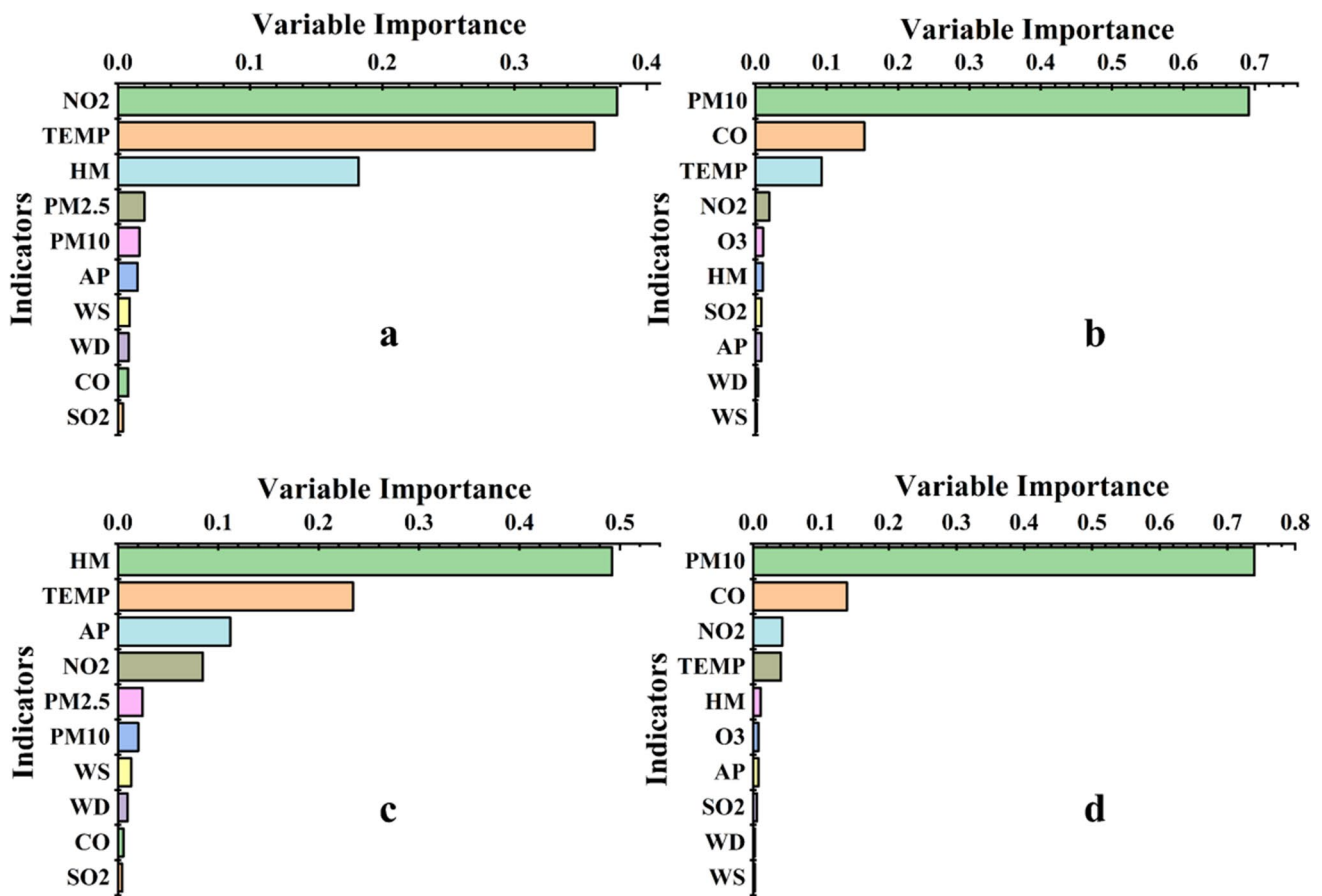 Variable Importance
0.0 0.1 0.2 0.3 0.4
Indicators
NO2
TEMP
HM
PM2.5
PM10
AP
WS
WD
CO
SO2
a
Variable Importance
0.0 0.1 0.2 0.3 0.4 0.5 0.6 0.7
Indicators
PM10
CO
TEMP
NO2
O3
HM
SO2
AP
WD
WS
b
Variable Importance
0.0 0.1 0.2 0.3 0.4 0.5
Indicators
HM
TEMP
AP
NO2
PM2.5
PM10
WS
WD
CO
SO2
c
Variable Importance
0.0 0.1 0.2 0.3 0.4 0.5 0.6 0.7 0.8
Indicators
PM10
CO
NO2
TEMP
HM
O3
AP
SO2
WD
WS
d